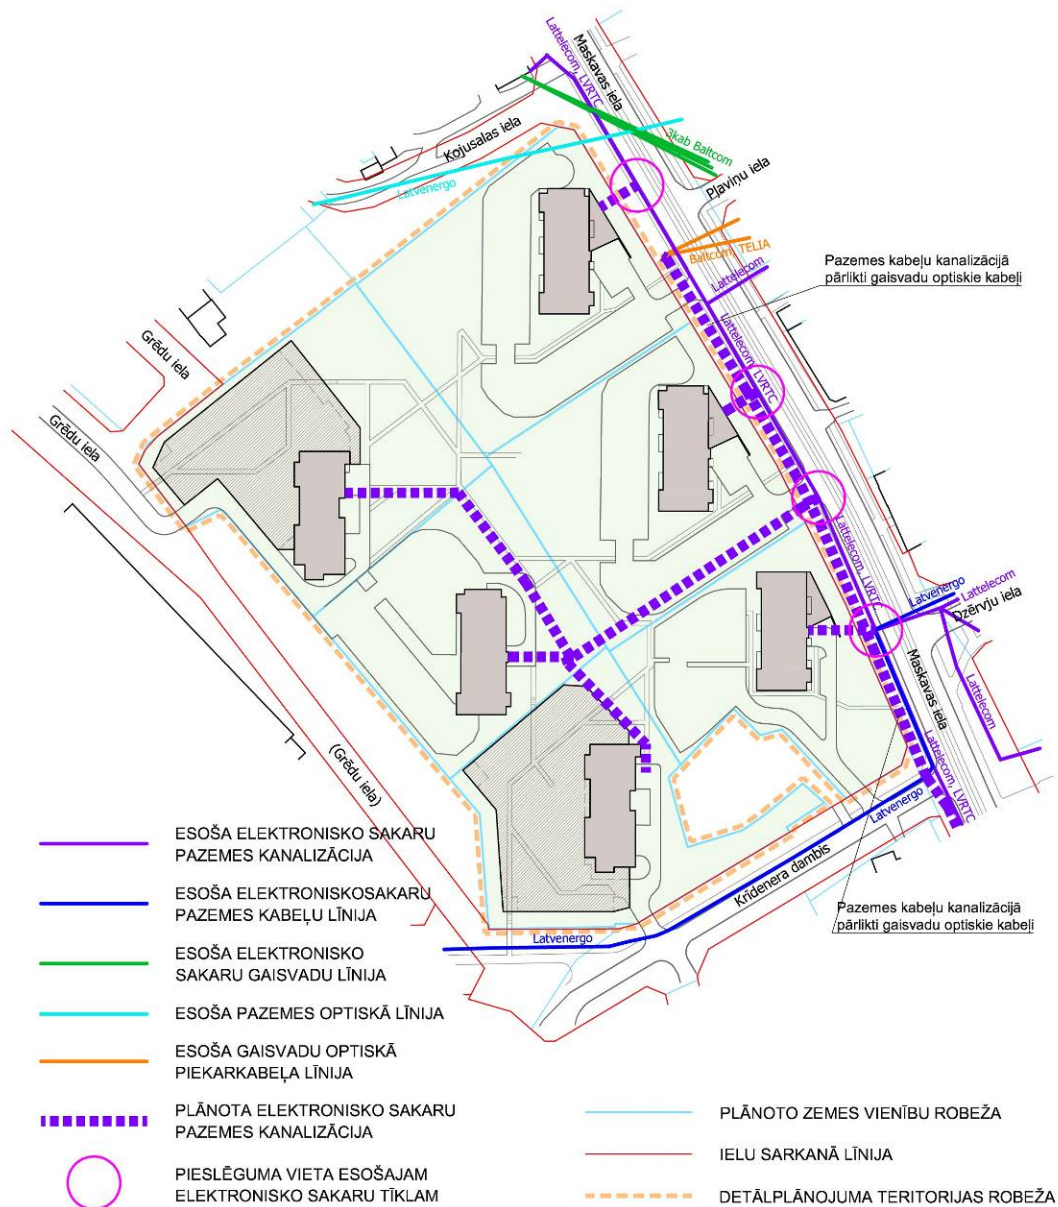 Lattelecom, LVRTC
Maskavas iela
Kojusalas iela
3kab Baltcom
Latvenergo
Pļaviņu iela
Baltcom, TELIA
Pazemes kabeļu kanalizācijā
pārlikti gaisvadu optiskie kabeļi
Lattelecom
Lattelecom, LVRTC
Grēdu iela
Grēdu iela
Lattelecom, LVRTC
Latvenergo
Lattelecom
Dzērvju iela
Maskavas iela
Lattelecom
(Grēdu iela)
Lattelecom, LVRTC
Latvenergo
Krīdenera dambis
Pazemes kabeļu kanalizācijā
pārlikti gaisvadu optiskie kabeļi
Latvenergo
ESOŠA ELEKTRONISKO SAKARU
PAZEMES KANALIZĀCIJA
ESOŠA ELEKTRONISKOSAKARU
PAZEMES KABEĻU LĪNIJA
ESOŠA ELEKTRONISKO
SAKARU GAISVADU LĪNIJA
ESOŠA PAZEMES OPTISKĀ LĪNIJA
ESOŠA GAISVADU OPTISKĀ
PIEKARKABEĻA LĪNIJA
PLĀNOTA ELEKTRONISKO SAKARU
PAZEMES KANALIZĀCIJA
PIESLĒGUMA VIETA ESOŠAJAM
ELEKTRONISKO SAKARU TĪKLAM
PLĀNOTO ZEMES VIENĪBU ROBEŽA
IELU SARKANĀ LĪNIJA
DETĀLPLĀNOJUMA TERITORIJAS ROBEŽA